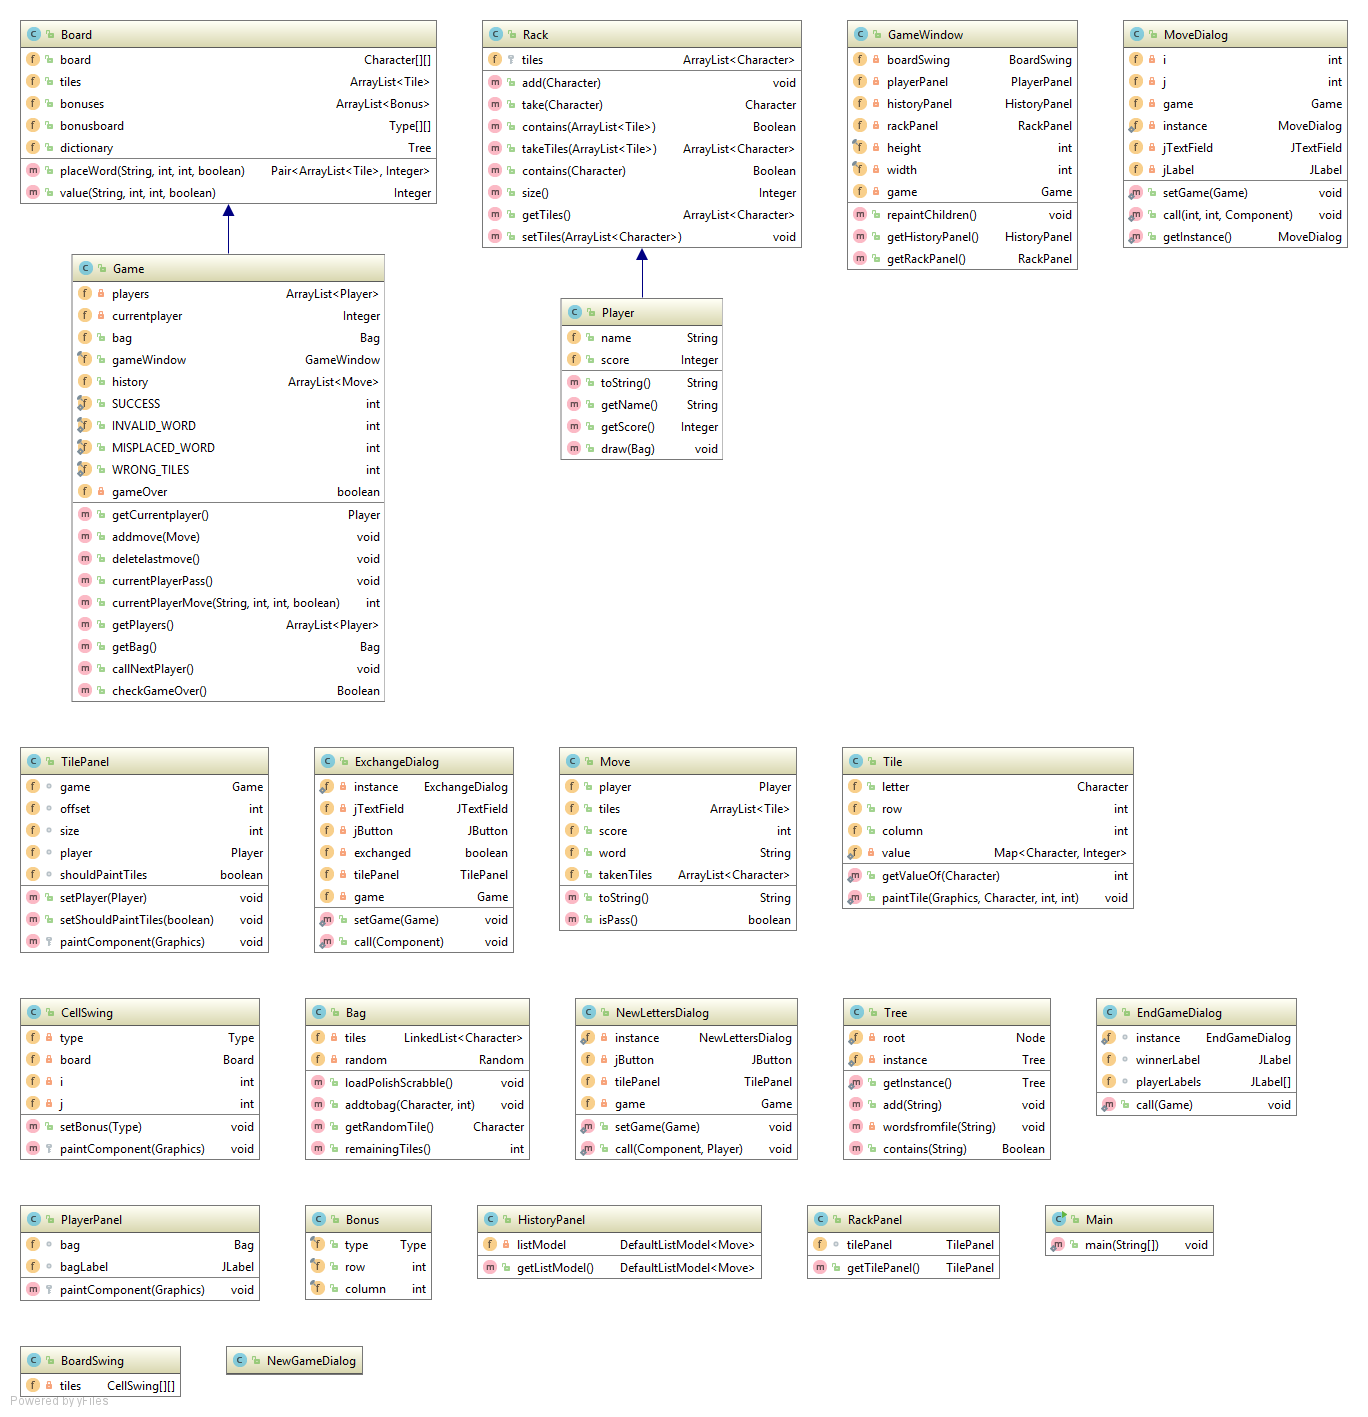 Board
board Character[][]
tiles ArrayList<Tile>
bonuses ArrayList<Bonus>
bonusboard Type[][]
dictionary Tree
placeWord(String, int, int, boolean) Pair<ArrayList<Tile>, Integer>
value(String, int, int, boolean) Integer
Rack
tiles ArrayList<Character>
add(Character) void
take(Character) Character
contains(ArrayList<Tile>) Boolean
takeTiles(ArrayList<Tile>) ArrayList<Character>
contains(Character) Boolean
size() Integer
getTiles() ArrayList<Character>
setTiles(ArrayList<Character>) void
GameWindow
boardSwing BoardSwing
playerPanel PlayerPanel
historyPanel HistoryPanel
rackPanel RackPanel
height int
width int
game Game
repaintChildren() void
getHistoryPanel() HistoryPanel
getRackPanel() RackPanel
MoveDialog
i int
j int
game Game
instance MoveDialog
jTextField JTextField
jLabel JLabel
setGame(Game) void
call(int, int, Component) void
getInstance() MoveDialog
Game
players ArrayList<Player>
currentplayer Integer
bag Bag
gameWindow GameWindow
history ArrayList<Move>
SUCCESS int
INVALID_WORD int
MISPLACED_WORD int
WRONG_TILES int
gameOver boolean
getCurrentplayer() Player
addmove(Move) void
deletelastmove() void
currentPlayerPass() void
currentPlayerMove(String, int, int, boolean) int
getPlayers() ArrayList<Player>
getBag() Bag
callNextPlayer() void
checkGameOver() Boolean
Player
name String
score Integer
toString() String
getName() String
getScore() Integer
draw(Bag) void
TilePanel
game Game
offset int
size int
player Player
shouldPaintTiles boolean
setPlayer(Player) void
setShouldPaintTiles(boolean) void
paintComponent(Graphics) void
ExchangeDialog
instance ExchangeDialog
jTextField JTextField
jButton JButton
exchanged boolean
tilePanel TilePanel
game Game
setGame(Game) void
call(Component) void
Move
player Player
tiles ArrayList<Tile>
score int
word String
takenTiles ArrayList<Character>
toString() String
isPass() boolean
Tile
letter Character
row int
column int
value Map<Character, Integer>
getValueOf(Character) int
paintTile(Graphics, Character, int, int) void
CellSwing
type Type
board Board
i int
j int
setBonus(Type) void
paintComponent(Graphics) void
Bag
tiles LinkedList<Character>
random Random
loadPolishScrabble() void
addtobag(Character, int) void
getRandomTile() Character
remainingTiles() int
NewLettersDialog
instance NewLettersDialog
jButton JButton
tilePanel TilePanel
game Game
setGame(Game) void
call(Component, Player) void
Tree
root Node
instance Tree
getInstance() Tree
add(String) void
wordsfromfile(String) void
contains(String) Boolean
EndGameDialog
instance EndGameDialog
winnerLabel JLabel
playerLabels JLabel[]
call(Game) void
PlayerPanel
bag Bag
bagLabel JLabel
paintComponent(Graphics) void
Bonus
type Type
row int
column int
HistoryPanel
listModel DefaultListModel<Move>
getListModel() DefaultListModel<Move>
RackPanel
tilePanel TilePanel
getTilePanel() TilePanel
Main
main(String[]) void
BoardSwing
tiles CellSwing[][]
NewGameDialog
Powered by yFiles